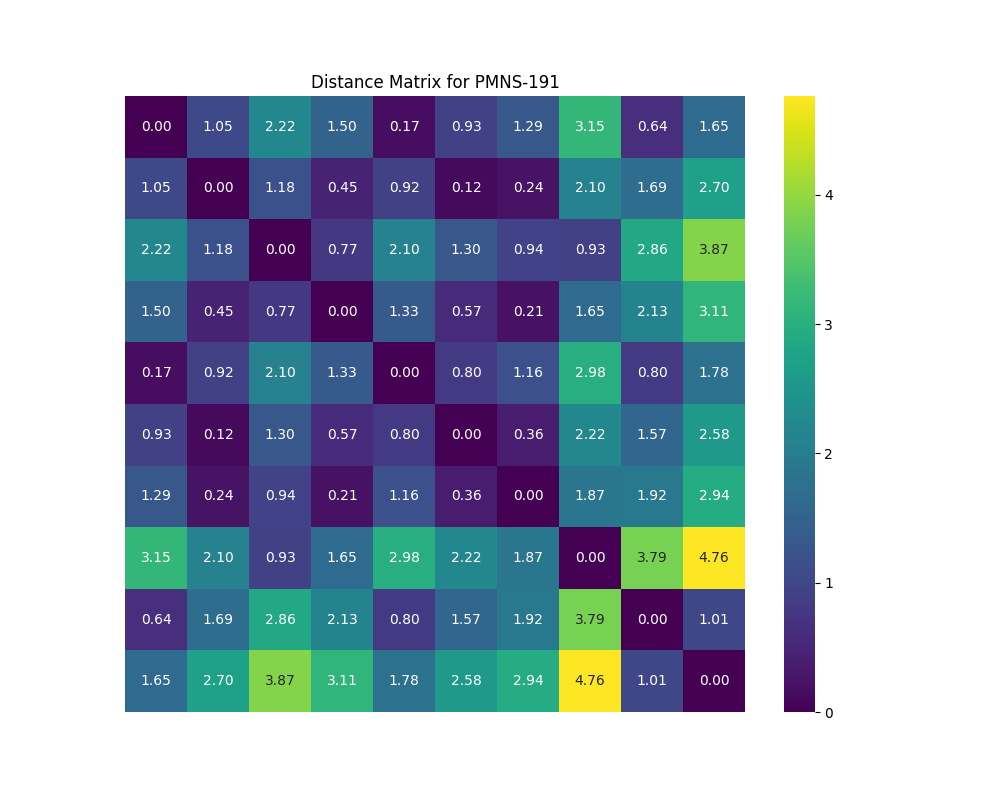 Distance Matrix for PMNS-191
0.00 1.05 2.22 1.50 0.17 0.93 1.29 3.15 0.64 1.65
1.05 0.00 1.18 0.45 0.92 0.12 0.24 2.10 1.69 2.70
2.22 1.18 0.00 0.77 2.10 1.30 0.94 0.93 2.86 3.87
1.50 0.45 0.77 0.00 1.33 0.57 0.21 1.65 2.13 3.11
0.17 0.92 2.10 1.33 0.00 0.80 1.16 2.98 0.80 1.78
0.93 0.12 1.30 0.57 0.80 0.00 0.36 2.22 1.57 2.58
1.29 0.24 0.94 0.21 1.16 0.36 0.00 1.87 1.92 2.94
3.15 2.10 0.93 1.65 2.98 2.22 1.87 0.00 3.79 4.76
0.64 1.69 2.86 2.13 0.80 1.57 1.92 3.79 0.00 1.01
1.65 2.70 3.87 3.11 1.78 2.58 2.94 4.76 1.01 0.00
4
3
2
1
0